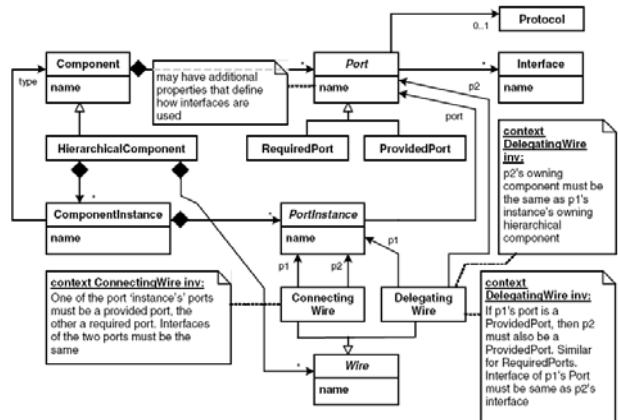 Protocol
0..1
Component
name
type
*
Port
name
*
Interface
name
may have additional
properties that define
how interfaces are
used
p2
port
HierarchicalComponent
RequiredPort
ProvidedPort
context
DelegatingWire
inv:
p2's owning
component must be
the same as p1's
instance's owning
hierarchical
component
*
ComponentInstance
name
*
PortInstance
name
p1
p2
p1
context ConnectingWire inv:
One of the port 'instance's' ports
must be a provided port, the
other a required port. Interfaces
of the two ports must be the
same
Connecting
Wire
Delegating
Wire
context
DelegatingWire inv:
If p1's port is a
ProvidedPort, then p2
must also be a
ProvidedPort. Similar
for RequiredPorts.
Interface of p1's Port
must be same as p2's
interface
*
Wire
name